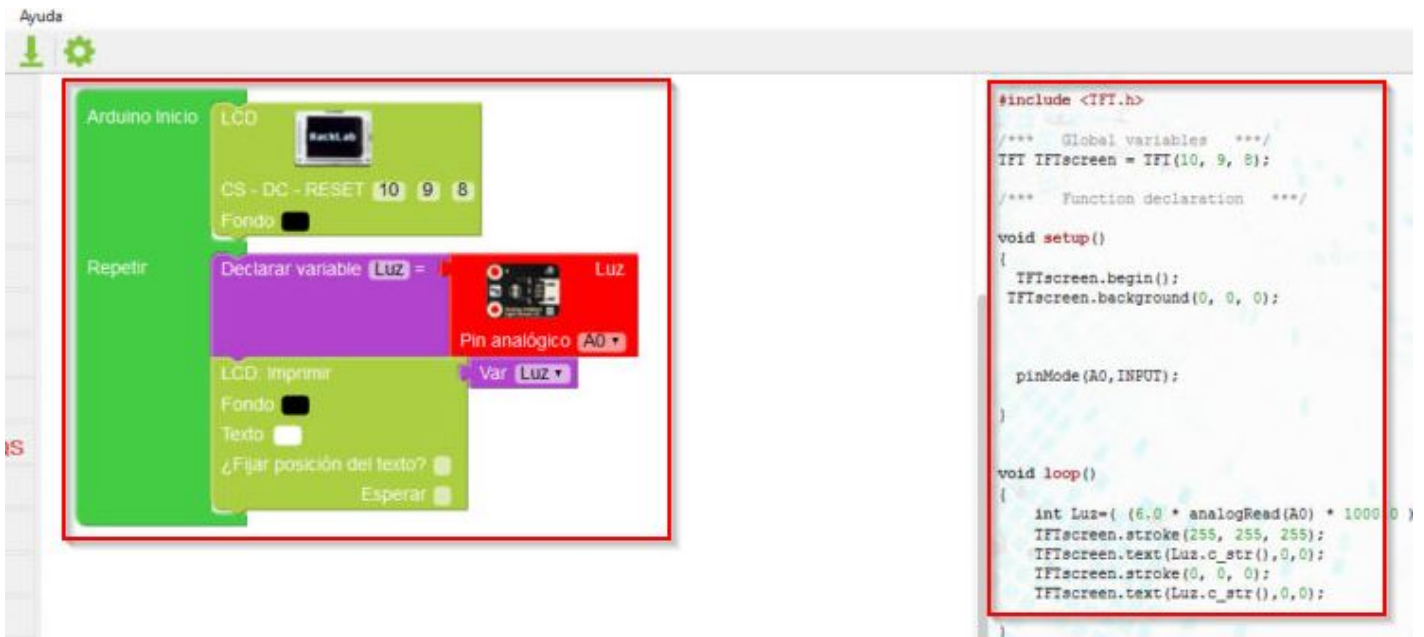 Ayuda
Arduino Inicio
LCD
RackLab
CS - DC - RESET 10 9 8
Fondo
Repetir
Declarar variable Luz = Luz
Pin analógico A0
LCD: Imprimir Var Luz
Fondo
Texto
¿Fijar posición del texto?
Esperar
#include <TFT.h>
/*** Global variables ***/
TFT TFTscreen = TFT(10, 9, 8);
/*** Function declaration ***/
void setup()
{
TFTscreen.begin();
TFTscreen.background(0, 0, 0);
pinMode(A0,INPUT);
}
void loop()
{
int Luz=( (6.0 * analogRead(A0) * 1000 0 )
TFTscreen.stroke(255, 255, 255);
TFTscreen.text(Luz.c_str(),0,0);
TFTscreen.stroke(0, 0, 0);
TFTscreen.text(Luz.c_str(),0,0);
}